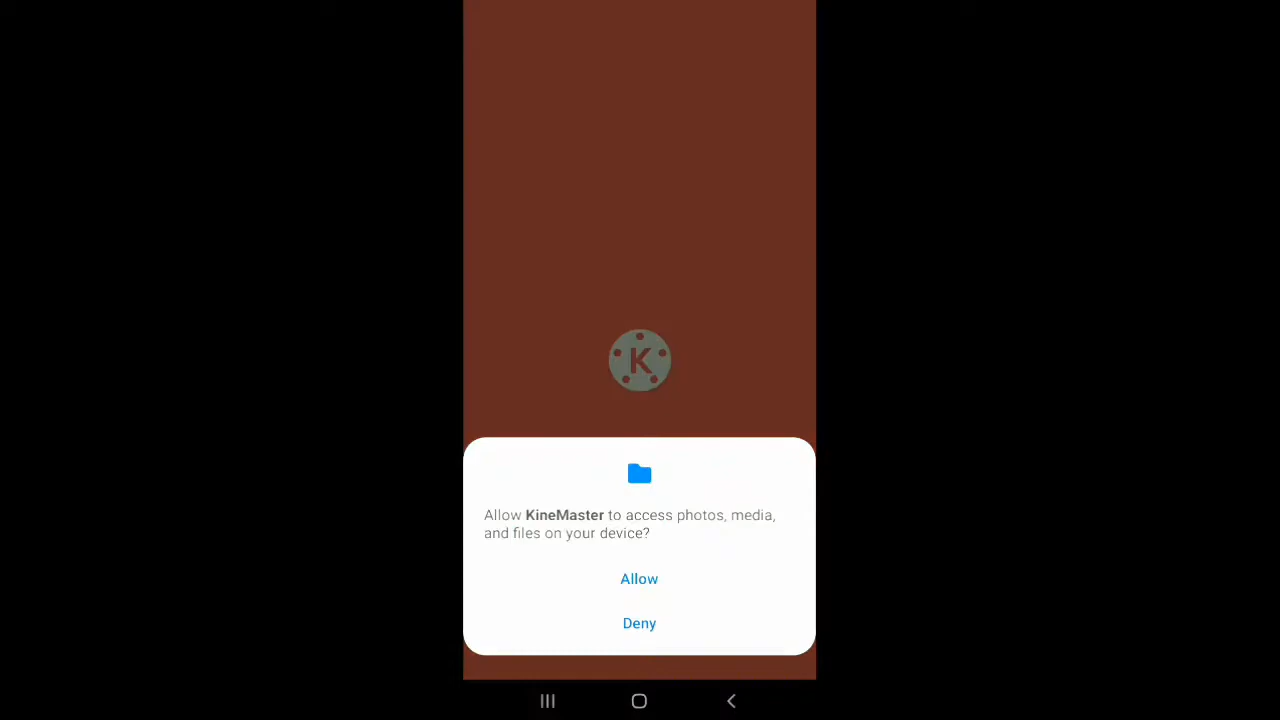 K
Allow KineMaster to access photos, media,
and files on your device?
Allow
Deny